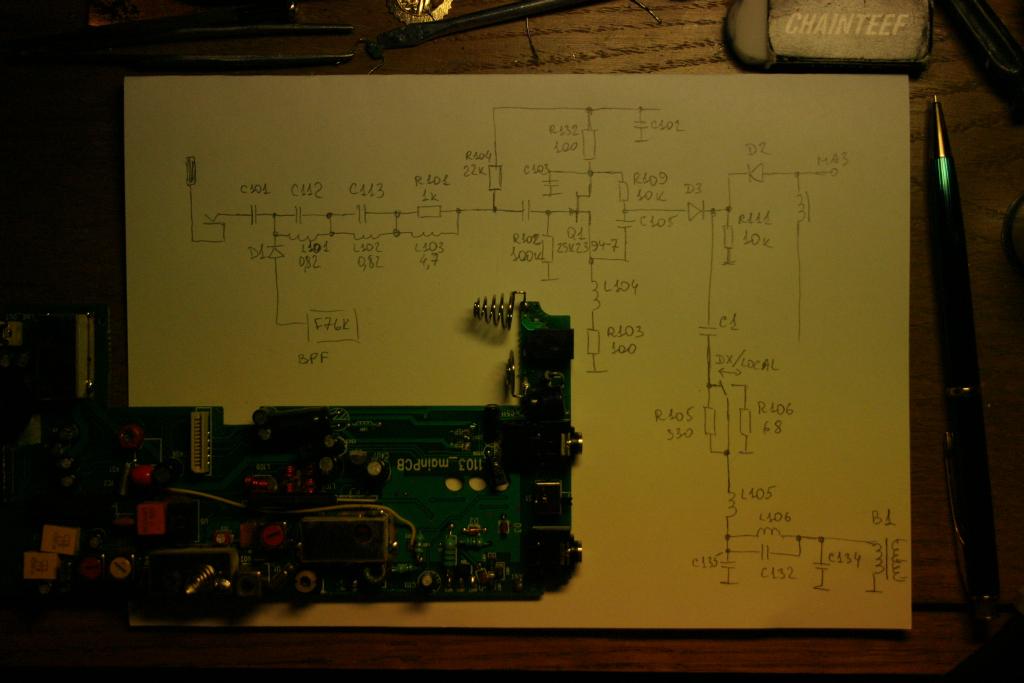 CHAINTEEF
R132
100
C102
D2
MA3
R104
22K
C103
R109
10K
D3
C101
C112
C113
R101
1K
C105
R111
10K
Q1
2SK2394-7
R102
100K
D1
L101
0,82
L102
0,82
L103
4,7
L104
F76K
BPF
R103
100
C1
DX/LOCAL
R105
330
R106
68
1103_mainPCB
L105
L106
B1
C135
C132
C134